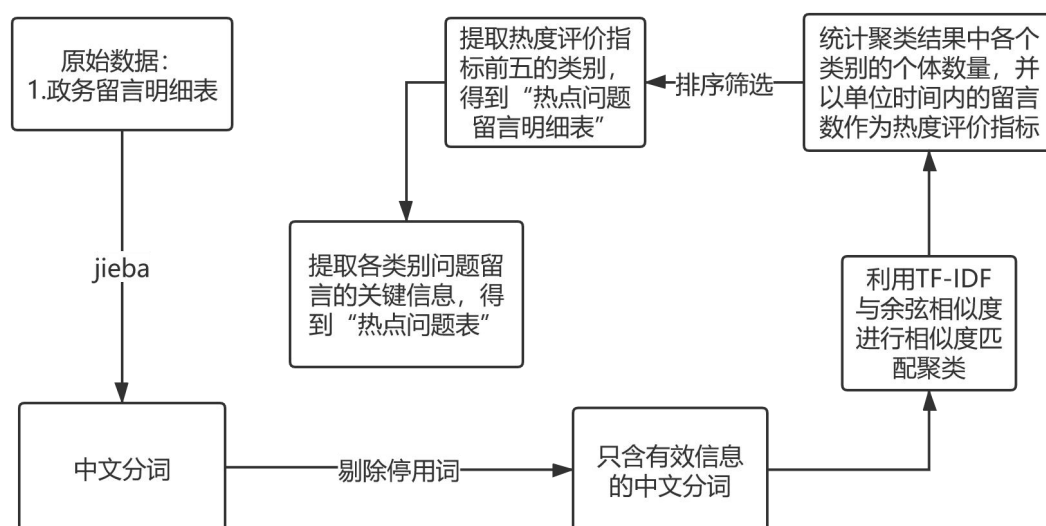 原始数据：
1.政务留言明细表
jieba
中文分词
剔除停用词
只含有效信息
的中文分词
利用TF-IDF
与余弦相似度
进行相似度匹
配聚类
统计聚类结果中各个
类别的个体数量，并
以单位时间内的留言
数作为热度评价指标
排序筛选
提取热度评价指
标前五的类别，
得到“热点问题
留言明细表”
提取各类别问题留
言的关键信息，得
到“热点问题表”